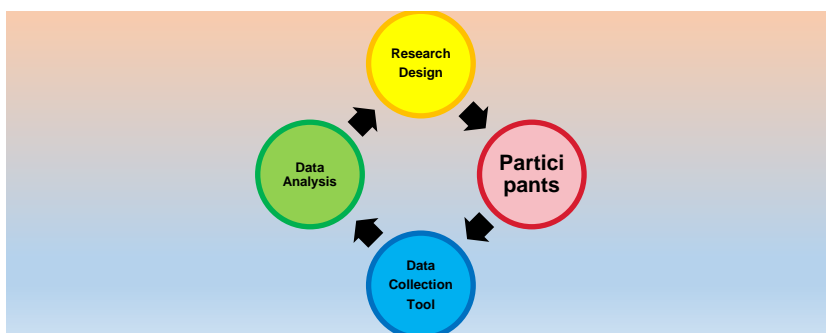 Research
Design
Partici
pants
Data
Collection
Tool
Data
Analysis